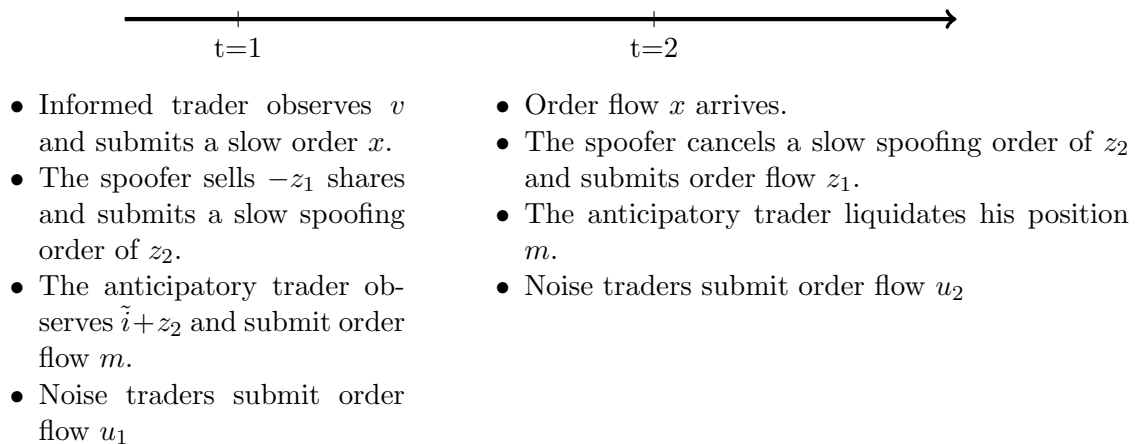 t=1
t=2
• Informed trader observes v
and submits a slow order x.
• The spoofer sells −z₁ shares
and submits a slow spoofing
order of z₂.
• The anticipatory trader ob-
serves ĩ+z₂ and submit order
flow m.
• Noise traders submit order
flow u₁
• Order flow x arrives.
• The spoofer cancels a slow spoofing order of z₂
and submits order flow z₁.
• The anticipatory trader liquidates his position
m.
• Noise traders submit order flow u₂